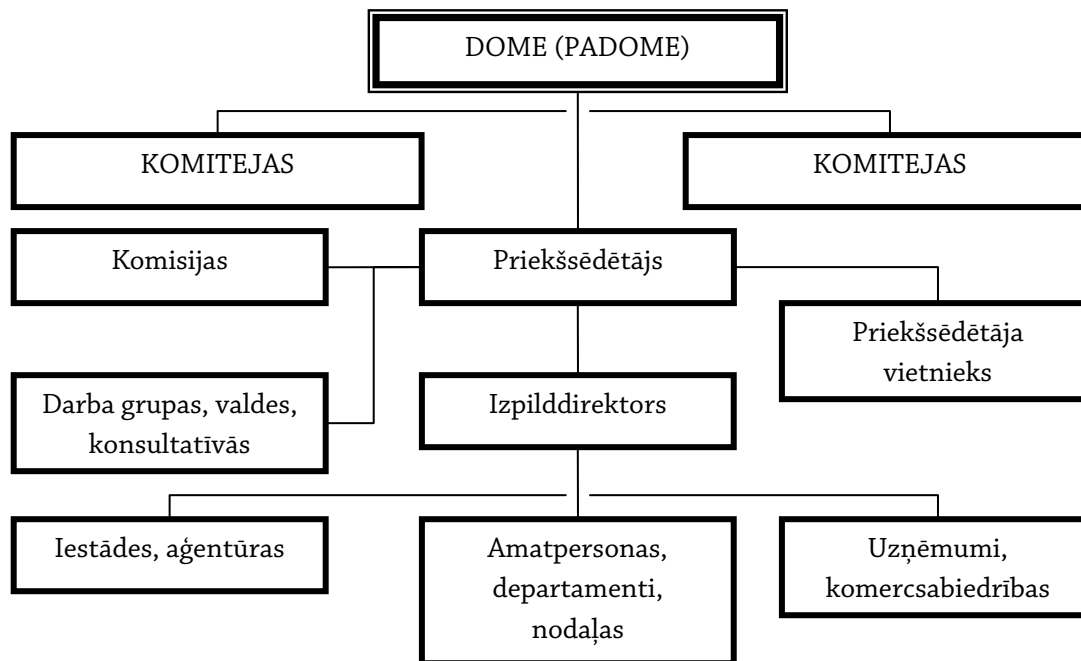 DOME (PADOME)
KOMITEJAS
KOMITEJAS
Komisijas
Priekšsēdētājs
Priekšsēdētāja
vietnieks
Darba grupas, valdes,
konsultatīvās
Izpilddirektors
Iestādes, aģentūras
Amatpersonas,
departamenti,
nodaļas
Uzņēmumi,
komercsabiedrības